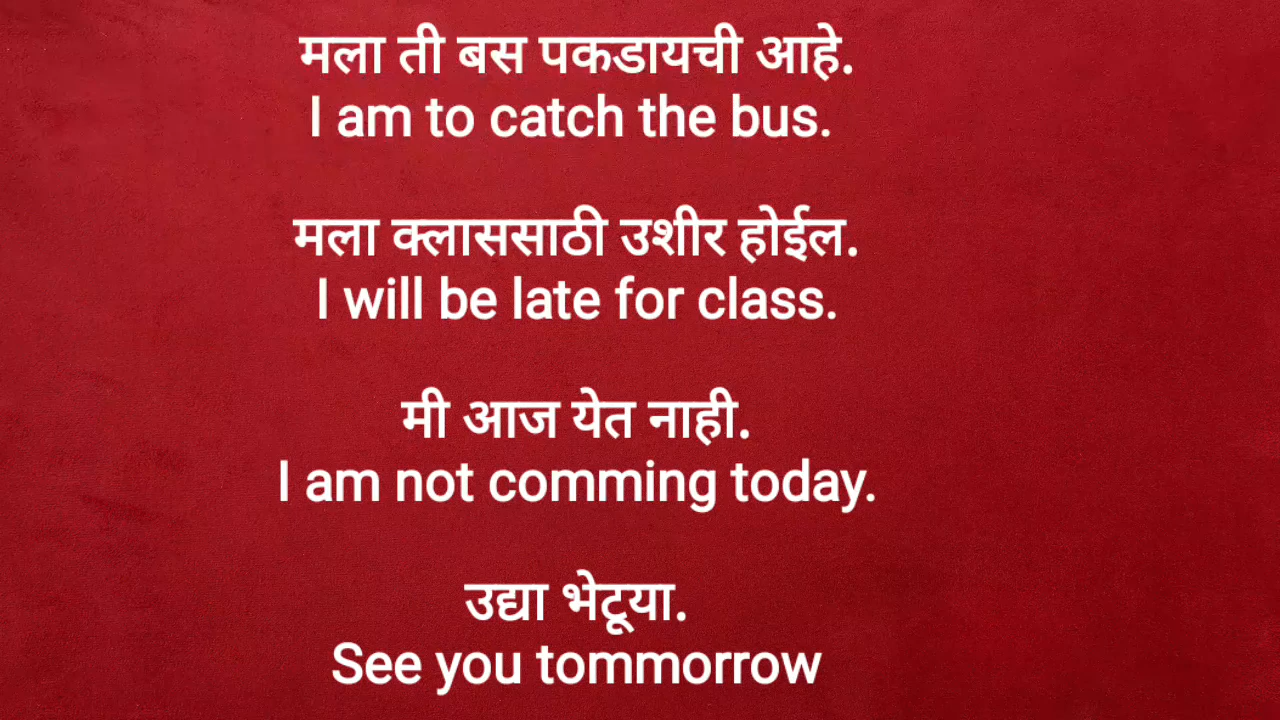 मला ती बस पकडायची आहे.
I am to catch the bus.
मला क्लाससाठी उशीर होईल.
I will be late for class.
मी आज येत नाही.
I am not comming today.
उद्या भेटूया.
See you tommorrow